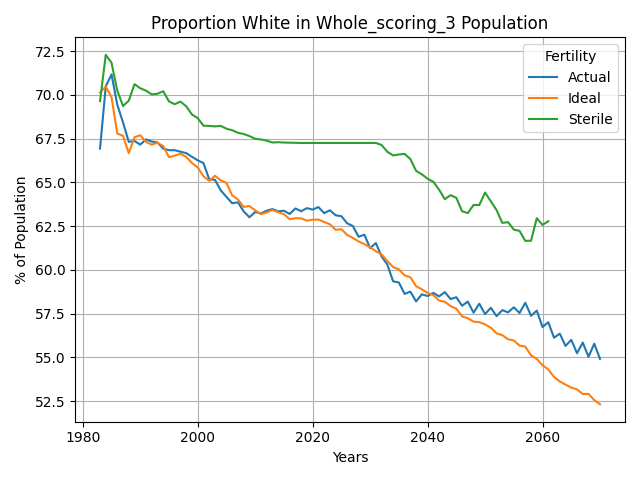 Proportion White in Whole_scoring_3 Population
Fertility
Actual
Ideal
Sterile
72.5
70.0
67.5
65.0
62.5
60.0
57.5
55.0
52.5
% of Population
1980
2000
2020
2040
2060
Years